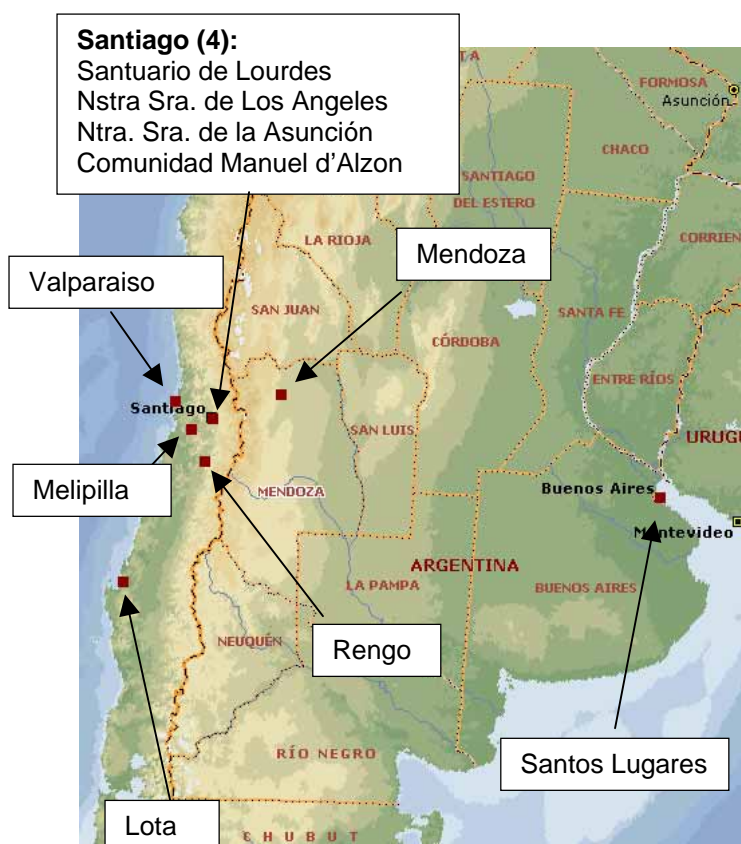 Santiago (4):
Santuario de Lourdes
Nstra Sra. de Los Angeles
Ntra. Sra. de la Asunción
Comunidad Manuel d'Alzon
T A
FORMOSA
Asunción
CHACO
SANTIAGO
DEL ESTERO
LA RIOJA
CORRIEN
Mendoza
Valparaiso
SAN JUAN
SANTA FE
CÓRDOBA
ENTRE RÍOS
Santiago
SAN LUIS
URUGU
Melipilla
MENDOZA
Buenos Aires
Montevideo
ARGENTINA
LA PAMPA
BUENOS AIRES
NEUQUÉN
Rengo
RÍO NEGRO
Santos Lugares
Lota
CHUBUT